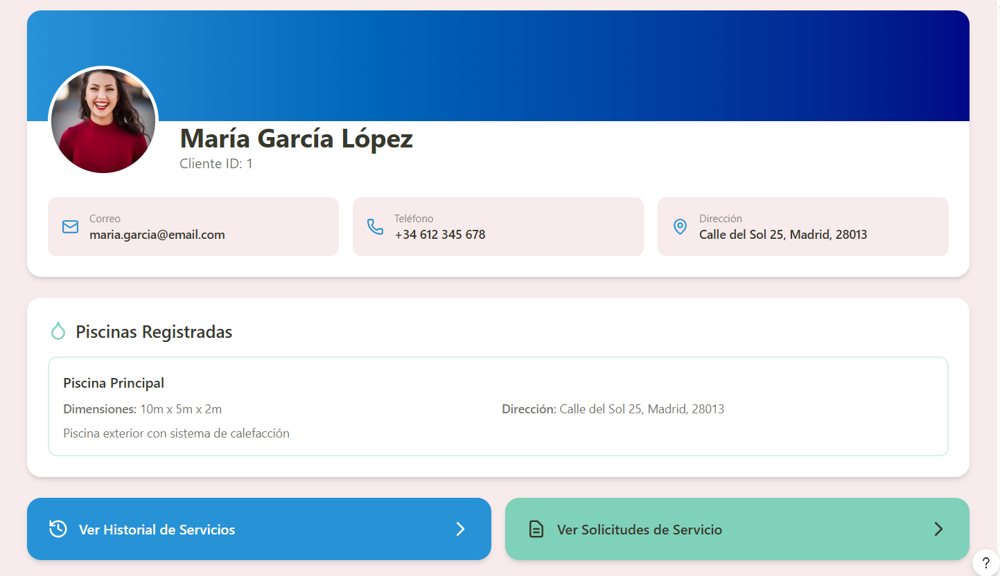 María García López
Cliente ID: 1
Correo
maria.garcia@email.com
Teléfono
+34 612 345 678
Dirección
Calle del Sol 25, Madrid, 28013
Piscinas Registradas
Piscina Principal
Dimensiones: 10m x 5m x 2m
Dirección: Calle del Sol 25, Madrid, 28013
Piscina exterior con sistema de calefacción
Ver Historial de Servicios
Ver Solicitudes de Servicio
?